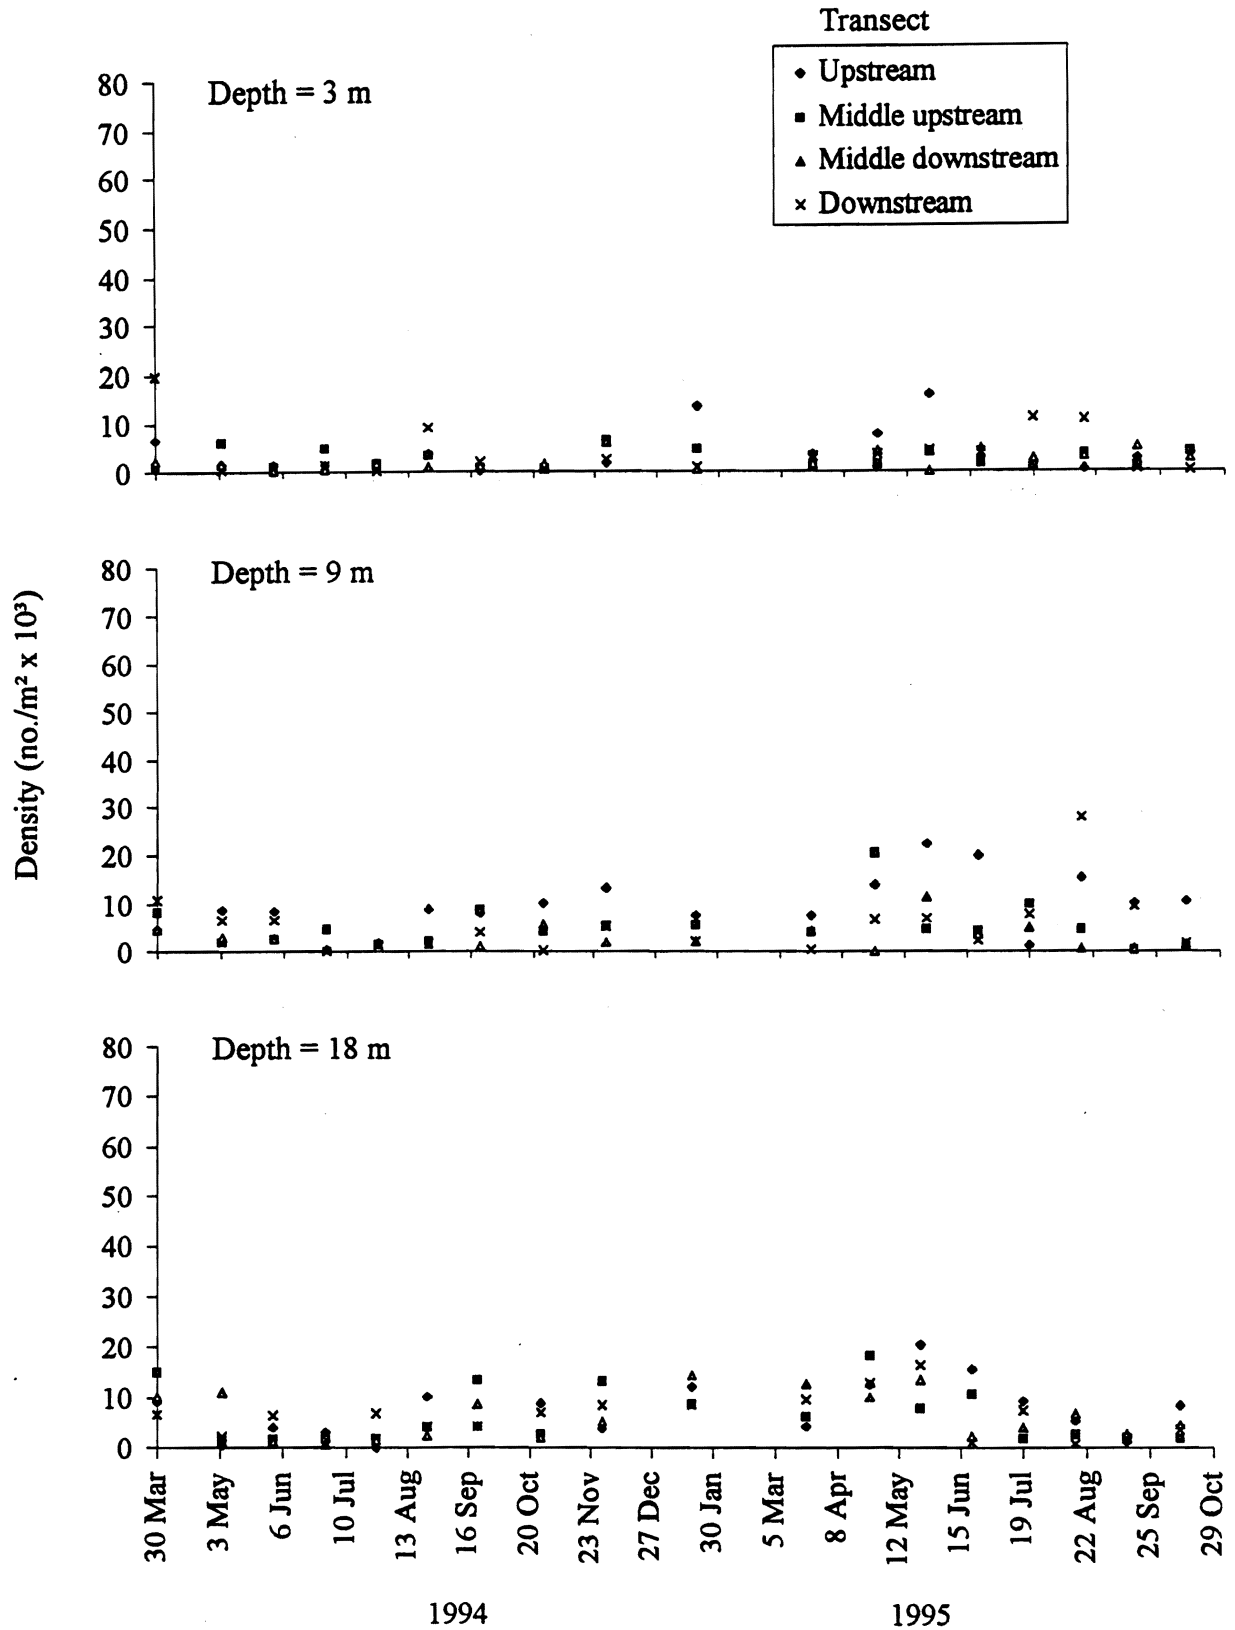 Transect
Upstream
Middle upstream
Middle downstream
Downstream
Depth = 3 m
80
70
60
50
40
30
20
10
0
Depth = 9 m
80
70
60
50
40
30
20
10
0
Density (no./m² x 10³)
Depth = 18 m
80
70
60
50
40
30
20
10
0
30 Mar
3 May
6 Jun
10 Jul
13 Aug
16 Sep
20 Oct
23 Nov
27 Dec
30 Jan
5 Mar
8 Apr
12 May
15 Jun
19 Jul
22 Aug
25 Sep
29 Oct
1994
1995